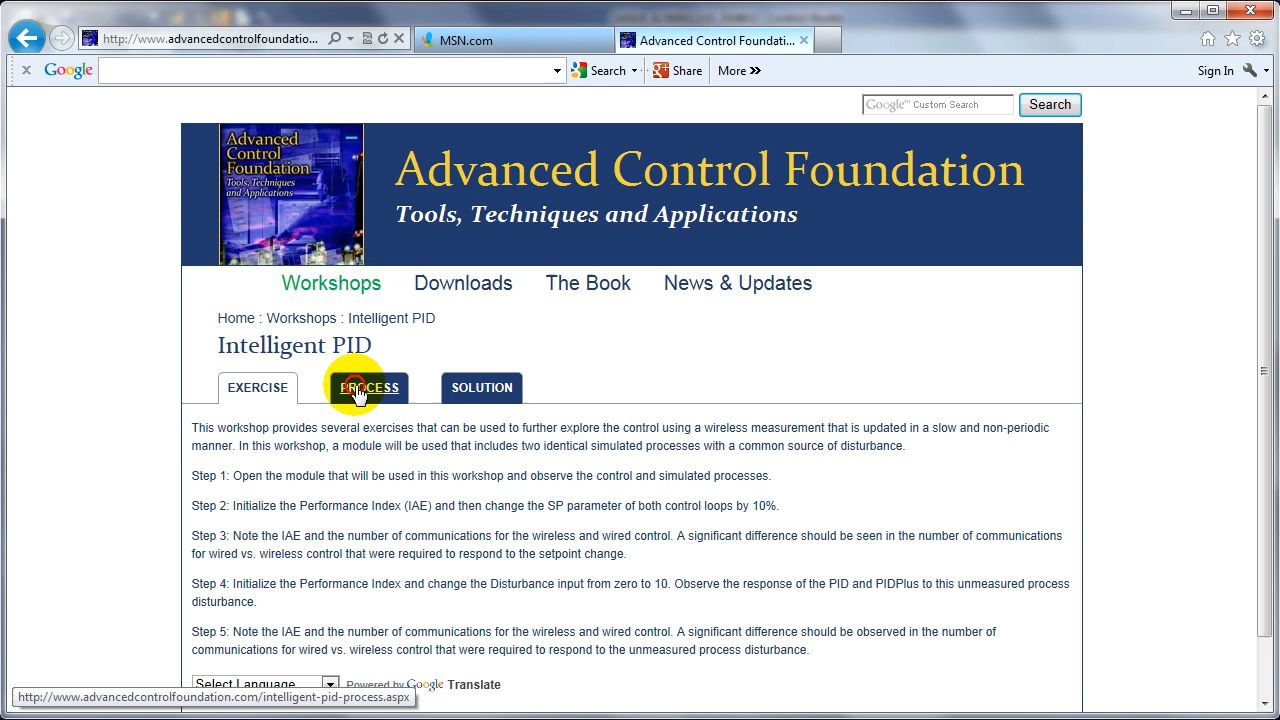 http://www.advancedcontrolfoundatio...
MSN.com
Advanced Control Foundati...
Google
Search
Share
More »
Sign In
Google™ Custom Search
Search
Advanced
Control
Foundation
Tools, Techniques
and Applications
Advanced Control Foundation
Tools, Techniques and Applications
Workshops Downloads The Book News & Updates
Home : Workshops : Intelligent PID
Intelligent PID
EXERCISE PROCESS SOLUTION
This workshop provides several exercises that can be used to further explore the control using a wireless measurement that is updated in a slow and non-periodic
manner. In this workshop, a module will be used that includes two identical simulated processes with a common source of disturbance.
Step 1: Open the module that will be used in this workshop and observe the control and simulated processes.
Step 2: Initialize the Performance Index (IAE) and then change the SP parameter of both control loops by 10%.
Step 3: Note the IAE and the number of communications for the wireless and wired control. A significant difference should be seen in the number of communications
for wired vs. wireless control that were required to respond to the setpoint change.
Step 4: Initialize the Performance Index and change the Disturbance input from zero to 10. Observe the response of the PID and PIDPlus to this unmeasured process
disturbance.
Step 5: Note the IAE and the number of communications for the wireless and wired control. A significant difference should be observed in the number of
communications for wired vs. wireless control that were required to respond to the unmeasured process disturbance.
Select Language Powered by Google Translate
http://www.advancedcontrolfoundation.com/intelligent-pid-process.aspx